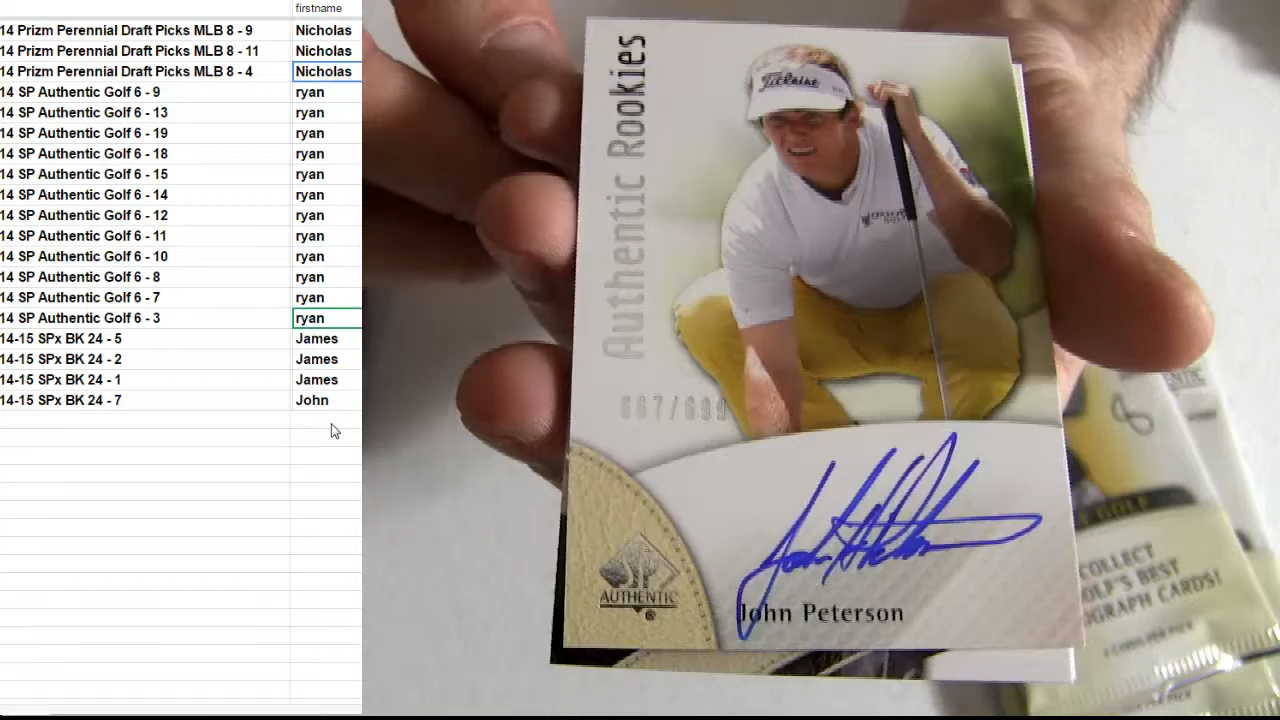 firstname
14 Prizm Perennial Draft Picks MLB 8 - 9 Nicholas
14 Prizm Perennial Draft Picks MLB 8 - 11 Nicholas
14 Prizm Perennial Draft Picks MLB 8 - 4 Nicholas
14 SP Authentic Golf 6 - 9 ryan
14 SP Authentic Golf 6 - 13 ryan
14 SP Authentic Golf 6 - 19 ryan
14 SP Authentic Golf 6 - 18 ryan
14 SP Authentic Golf 6 - 15 ryan
14 SP Authentic Golf 6 - 14 ryan
14 SP Authentic Golf 6 - 12 ryan
14 SP Authentic Golf 6 - 11 ryan
14 SP Authentic Golf 6 - 10 ryan
14 SP Authentic Golf 6 - 8 ryan
14 SP Authentic Golf 6 - 7 ryan
14 SP Authentic Golf 6 - 3 ryan
14-15 SPx BK 24 - 5 James
14-15 SPx BK 24 - 2 James
14-15 SPx BK 24 - 1 James
14-15 SPx BK 24 - 7 John
Authentic Rookies
Titleist
667/699
SP
AUTHENTIC
John Peterson
8
GOLF
COLLECT
GOLF'S BEST
CARDS!